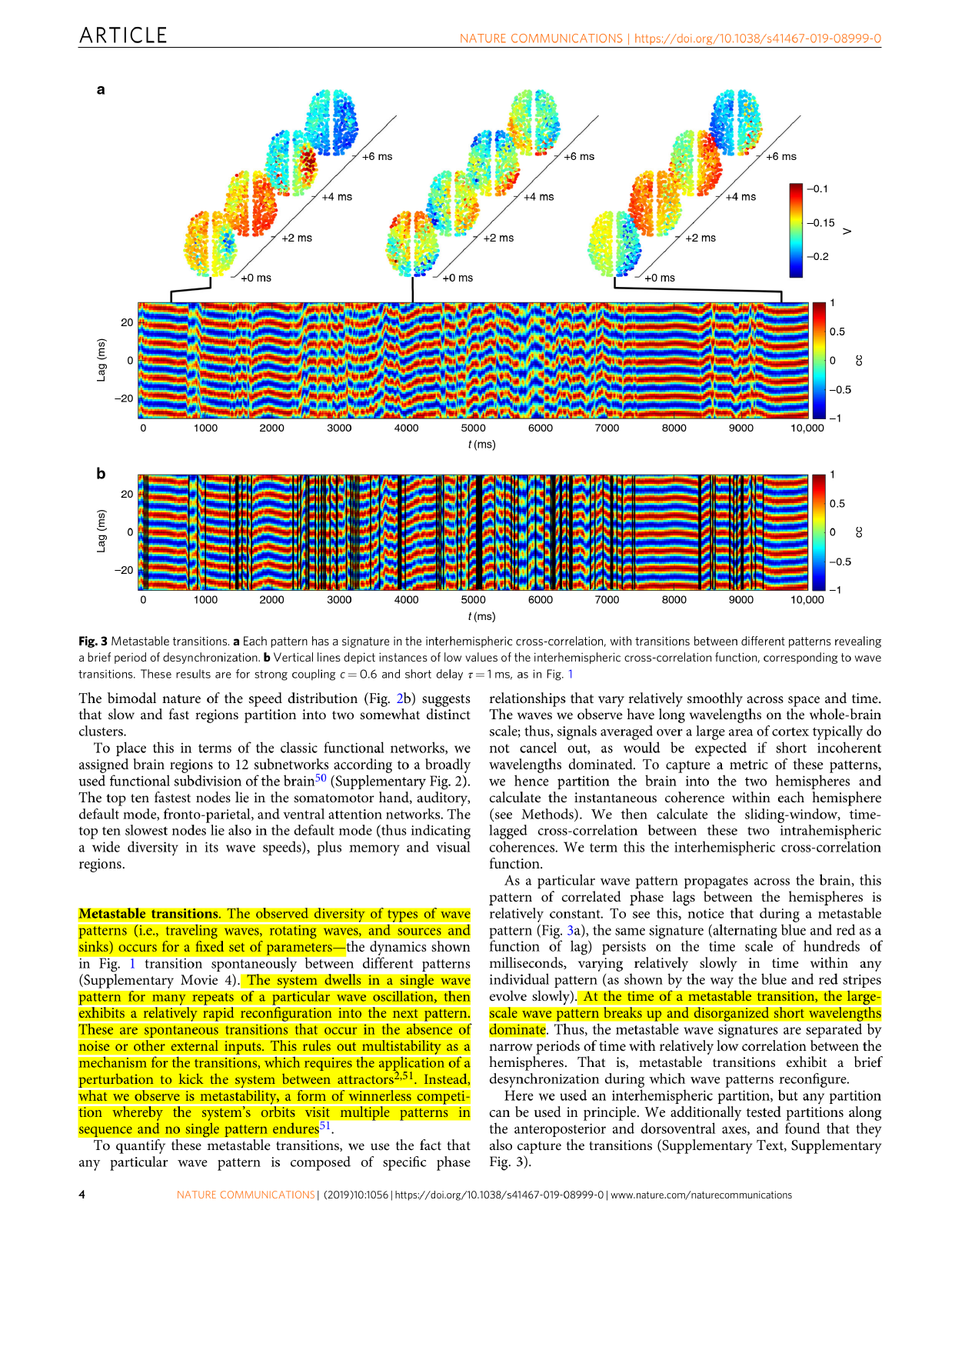 ARTICLE
NATURE COMMUNICATIONS | https://doi.org/10.1038/s41467-019-08999-0
a
+6 ms
+4 ms
+2 ms
+0 ms
+6 ms
+4 ms
+2 ms
+0 ms
+6 ms
+4 ms
+2 ms
+0 ms
–0.1
–0.15
–0.2
V
20
0
–20
Lag (ms)
0 1000 2000 3000 4000 5000 6000 7000 8000 9000 10,000
t (ms)
1
0.5
0
–0.5
–1
cc
b
20
0
–20
Lag (ms)
0 1000 2000 3000 4000 5000 6000 7000 8000 9000 10,000
t (ms)
1
0.5
0
–0.5
–1
cc
Fig. 3 Metastable transitions. a Each pattern has a signature in the interhemispheric cross-correlation, with transitions between different patterns revealing
a brief period of desynchronization. b Vertical lines depict instances of low values of the interhemispheric cross-correlation function, corresponding to wave
transitions. These results are for strong coupling c = 0.6 and short delay τ = 1 ms, as in Fig. 1
The bimodal nature of the speed distribution (Fig. 2b) suggests
that slow and fast regions partition into two somewhat distinct
clusters.
To place this in terms of the classic functional networks, we
assigned brain regions to 12 subnetworks according to a broadly
used functional subdivision of the brain50 (Supplementary Fig. 2).
The top ten fastest nodes lie in the somatomotor hand, auditory,
default mode, fronto-parietal, and ventral attention networks. The
top ten slowest nodes lie also in the default mode (thus indicating
a wide diversity in its wave speeds), plus memory and visual
regions.
Metastable transitions. The observed diversity of types of wave
patterns (i.e., traveling waves, rotating waves, and sources and
sinks) occurs for a fixed set of parameters—the dynamics shown
in Fig. 1 transition spontaneously between different patterns
(Supplementary Movie 4). The system dwells in a single wave
pattern for many repeats of a particular wave oscillation, then
exhibits a relatively rapid reconfiguration into the next pattern.
These are spontaneous transitions that occur in the absence of
noise or other external inputs. This rules out multistability as a
mechanism for the transitions, which requires the application of a
perturbation to kick the system between attractors2,51. Instead,
what we observe is metastability, a form of winnerless competi-
tion whereby the system's orbits visit multiple patterns in
sequence and no single pattern endures51.
To quantify these metastable transitions, we use the fact that
any particular wave pattern is composed of specific phase
relationships that vary relatively smoothly across space and time.
The waves we observe have long wavelengths on the whole-brain
scale; thus, signals averaged over a large area of cortex typically do
not cancel out, as would be expected if short incoherent
wavelengths dominated. To capture a metric of these patterns,
we hence partition the brain into the two hemispheres and
calculate the instantaneous coherence within each hemisphere
(see Methods). We then calculate the sliding-window, time-
lagged cross-correlation between these two intrahemispheric
coherences. We term this the interhemispheric cross-correlation
function.
As a particular wave pattern propagates across the brain, this
pattern of correlated phase lags between the hemispheres is
relatively constant. To see this, notice that during a metastable
pattern (Fig. 3a), the same signature (alternating blue and red as a
function of lag) persists on the time scale of hundreds of
milliseconds, varying relatively slowly in time within any
individual pattern (as shown by the way the blue and red stripes
evolve slowly). At the time of a metastable transition, the large-
scale wave pattern breaks up and disorganized short wavelengths
dominate. Thus, the metastable wave signatures are separated by
narrow periods of time with relatively low correlation between the
hemispheres. That is, metastable transitions exhibit a brief
desynchronization during which wave patterns reconfigure.
Here we used an interhemispheric partition, but any partition
can be used in principle. We additionally tested partitions along
the anteroposterior and dorsoventral axes, and found that they
also capture the transitions (Supplementary Text, Supplementary
Fig. 3).
4
NATURE COMMUNICATIONS | (2019)10:1056 | https://doi.org/10.1038/s41467-019-08999-0 | www.nature.com/naturecommunications